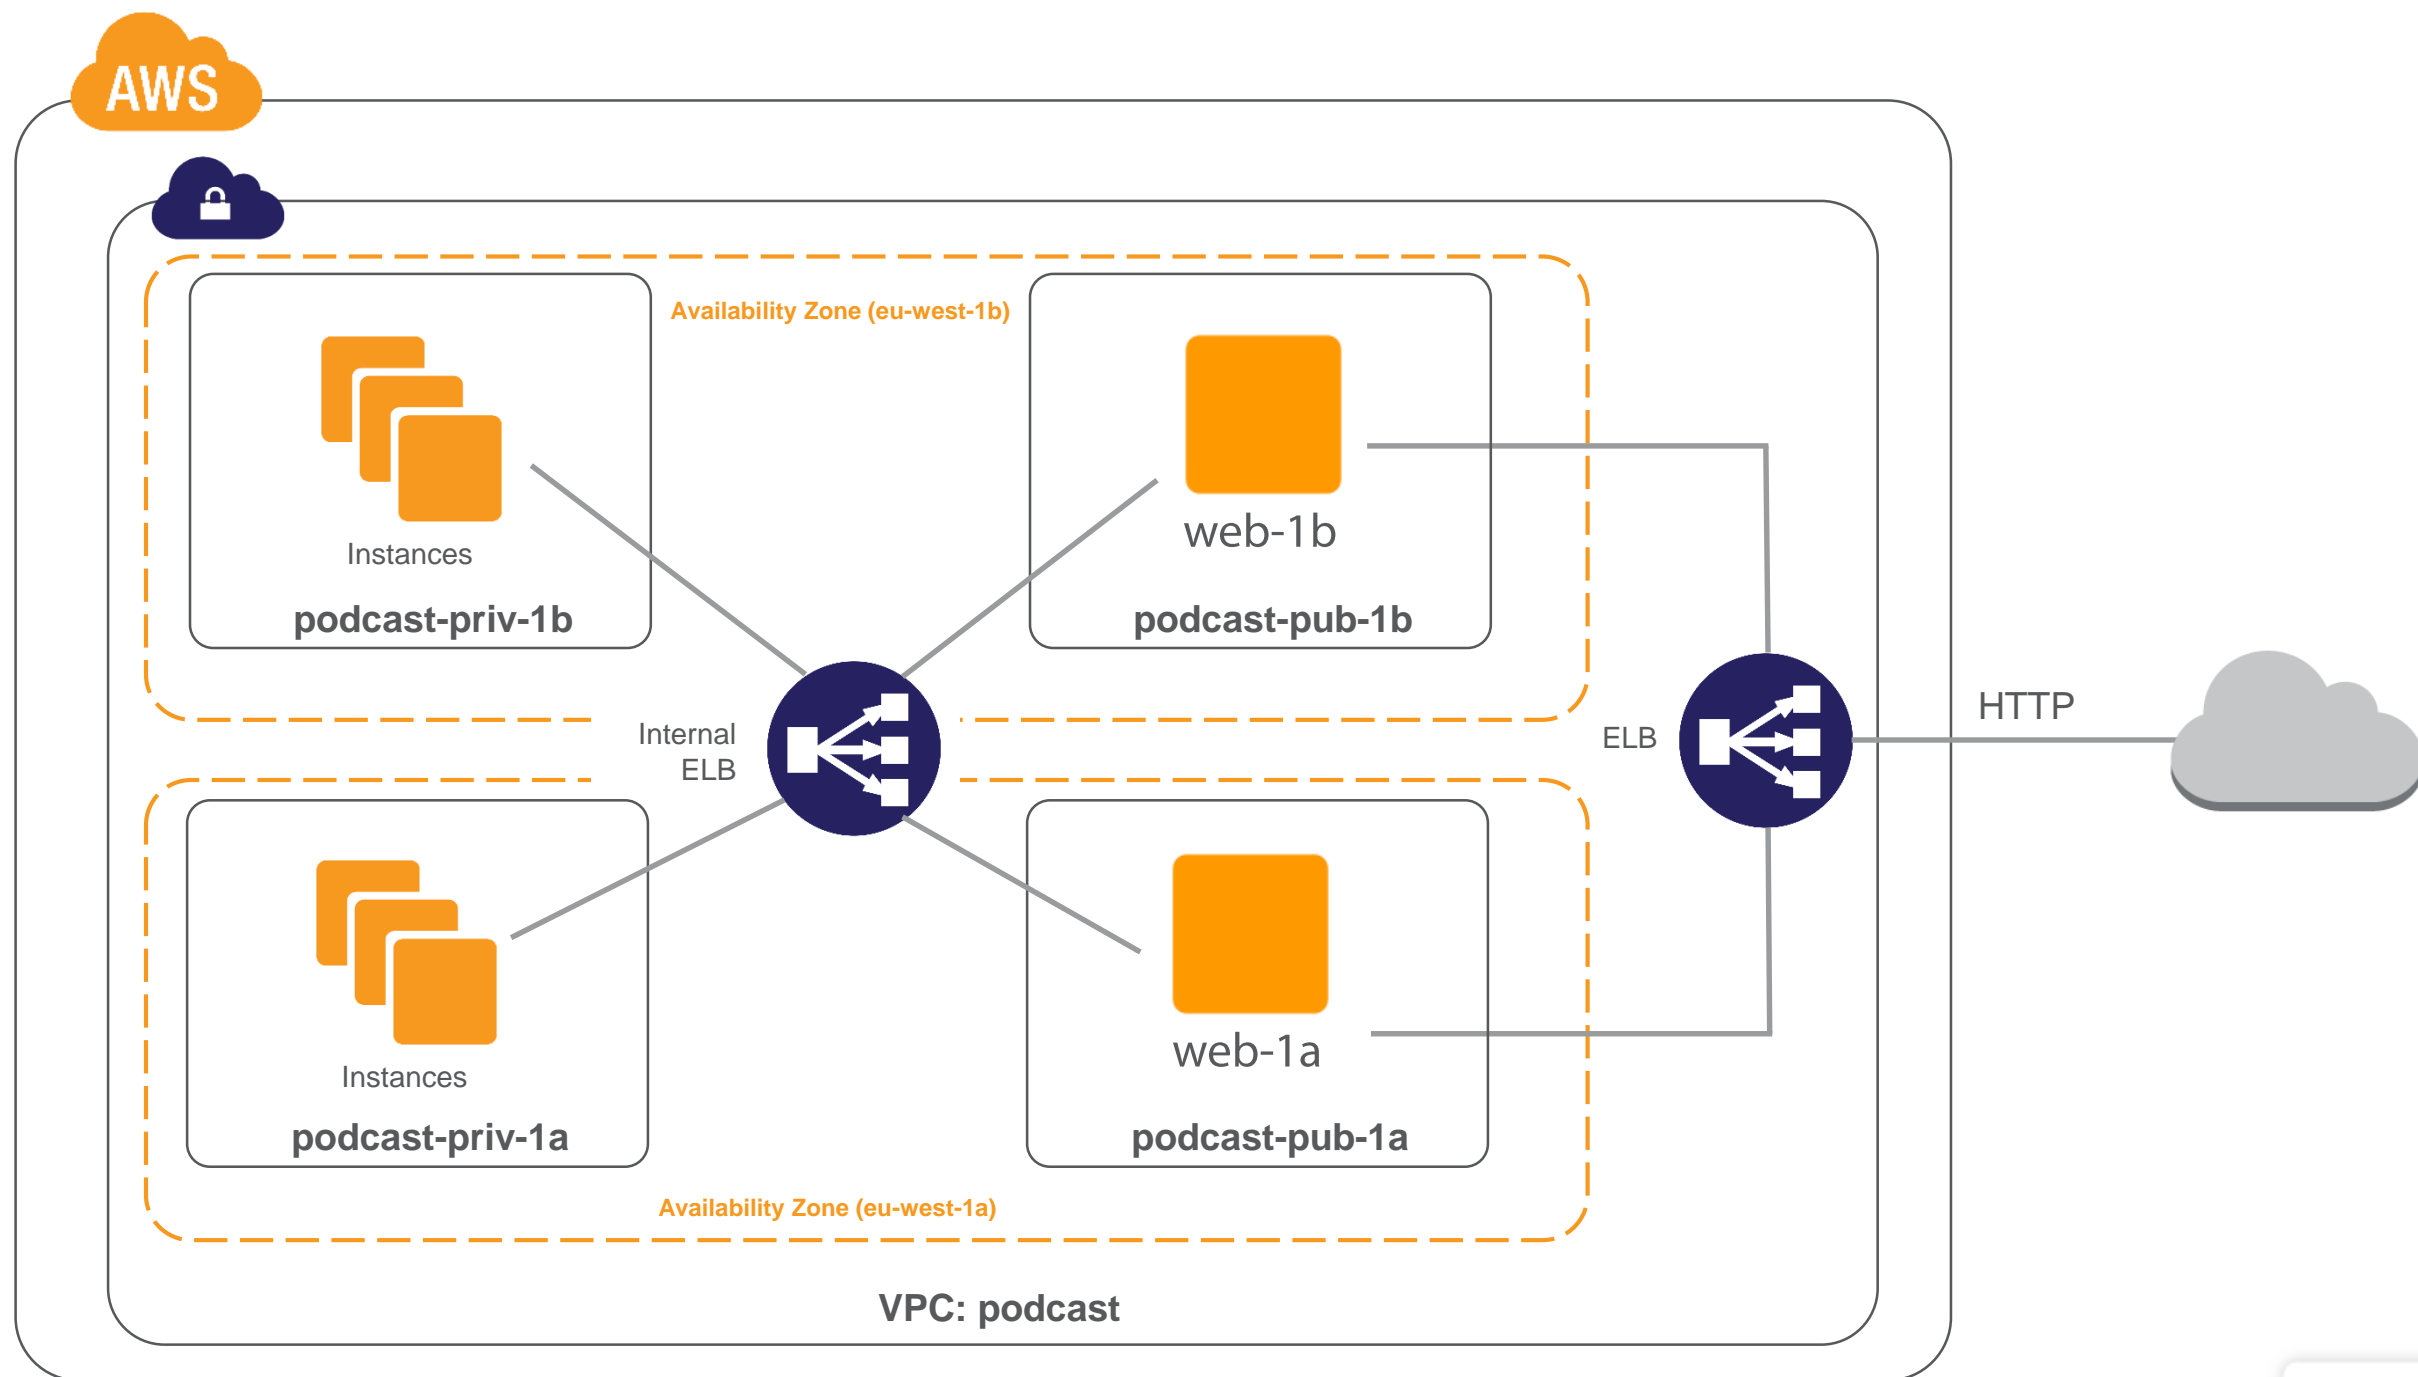 AWS
Availability Zone (eu-west-1b)
Instances
podcast-priv-1b
web-1b
podcast-pub-1b
Internal
ELB
ELB
HTTP
Instances
podcast-priv-1a
web-1a
podcast-pub-1a
Availability Zone (eu-west-1a)
VPC: podcast